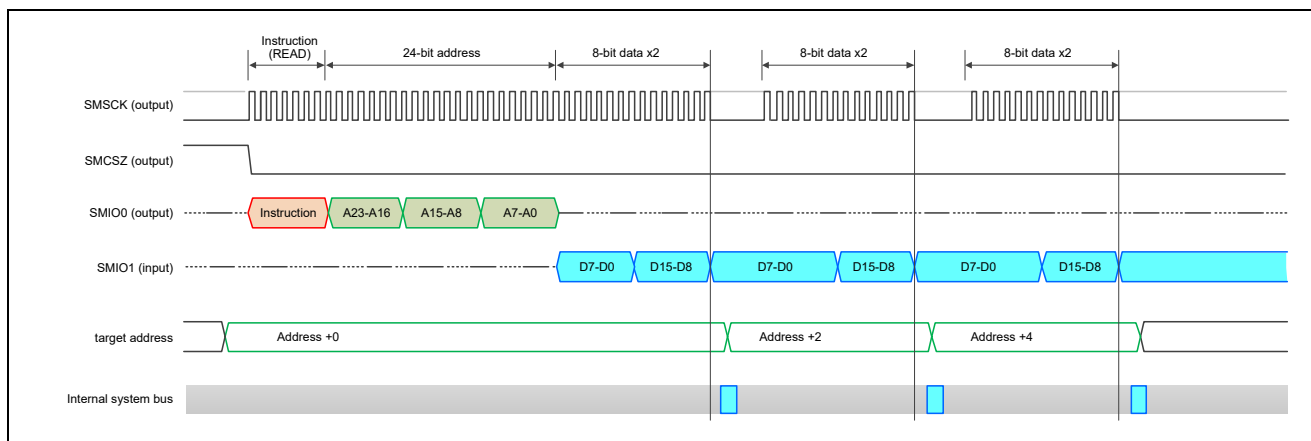 Instruction
(READ)
24-bit address
8-bit data x2
8-bit data x2
8-bit data x2
SMSCK (output)
SMCSZ (output)
SMIO0 (output)
Instruction
A23-A16
A15-A8
A7-A0
SMIO1 (input)
D7-D0
D15-D8
D7-D0
D15-D8
D7-D0
D15-D8
target address
Address +0
Address +2
Address +4
Internal system bus